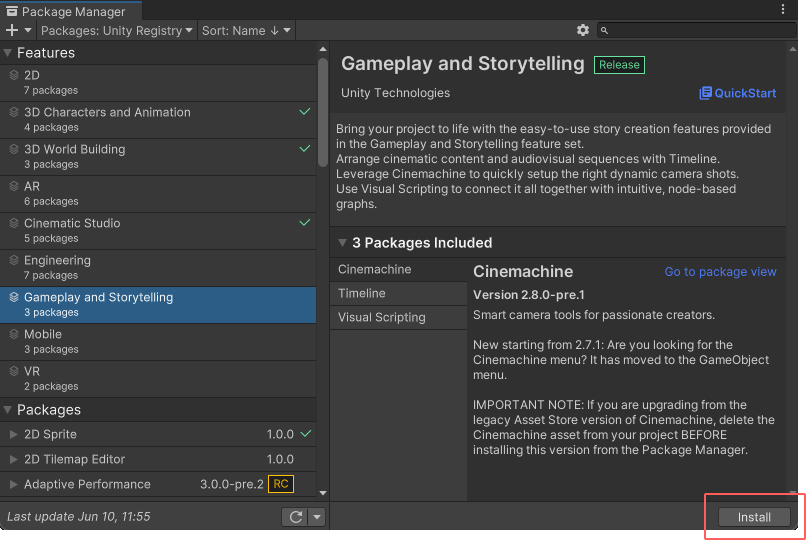 Package Manager
Packages: Unity Registry
Sort: Name ↓
Features
2D
7 packages
3D Characters and Animation
4 packages
3D World Building
3 packages
AR
6 packages
Cinematic Studio
5 packages
Engineering
7 packages
Gameplay and Storytelling
3 packages
Mobile
3 packages
VR
2 packages
Packages
2D Sprite 1.0.0
2D Tilemap Editor 1.0.0
Adaptive Performance 3.0.0-pre.2 RC
Last update Jun 10, 11:55
Gameplay and Storytelling Release
Unity Technologies
QuickStart
Bring your project to life with the easy-to-use story creation features provided
in the Gameplay and Storytelling feature set.
Arrange cinematic content and audiovisual sequences with Timeline.
Leverage Cinemachine to quickly setup the right dynamic camera shots.
Use Visual Scripting to connect it all together with intuitive, node-based
graphs.
3 Packages Included
Cinemachine
Timeline
Visual Scripting
Cinemachine
Go to package view
Version 2.8.0-pre.1
Smart camera tools for passionate creators.
New starting from 2.7.1: Are you looking for the
Cinemachine menu? It has moved to the GameObject
menu.
IMPORTANT NOTE: If you are upgrading from the
legacy Asset Store version of Cinemachine, delete the
Cinemachine asset from your project BEFORE
installing this version from the Package Manager.
Install